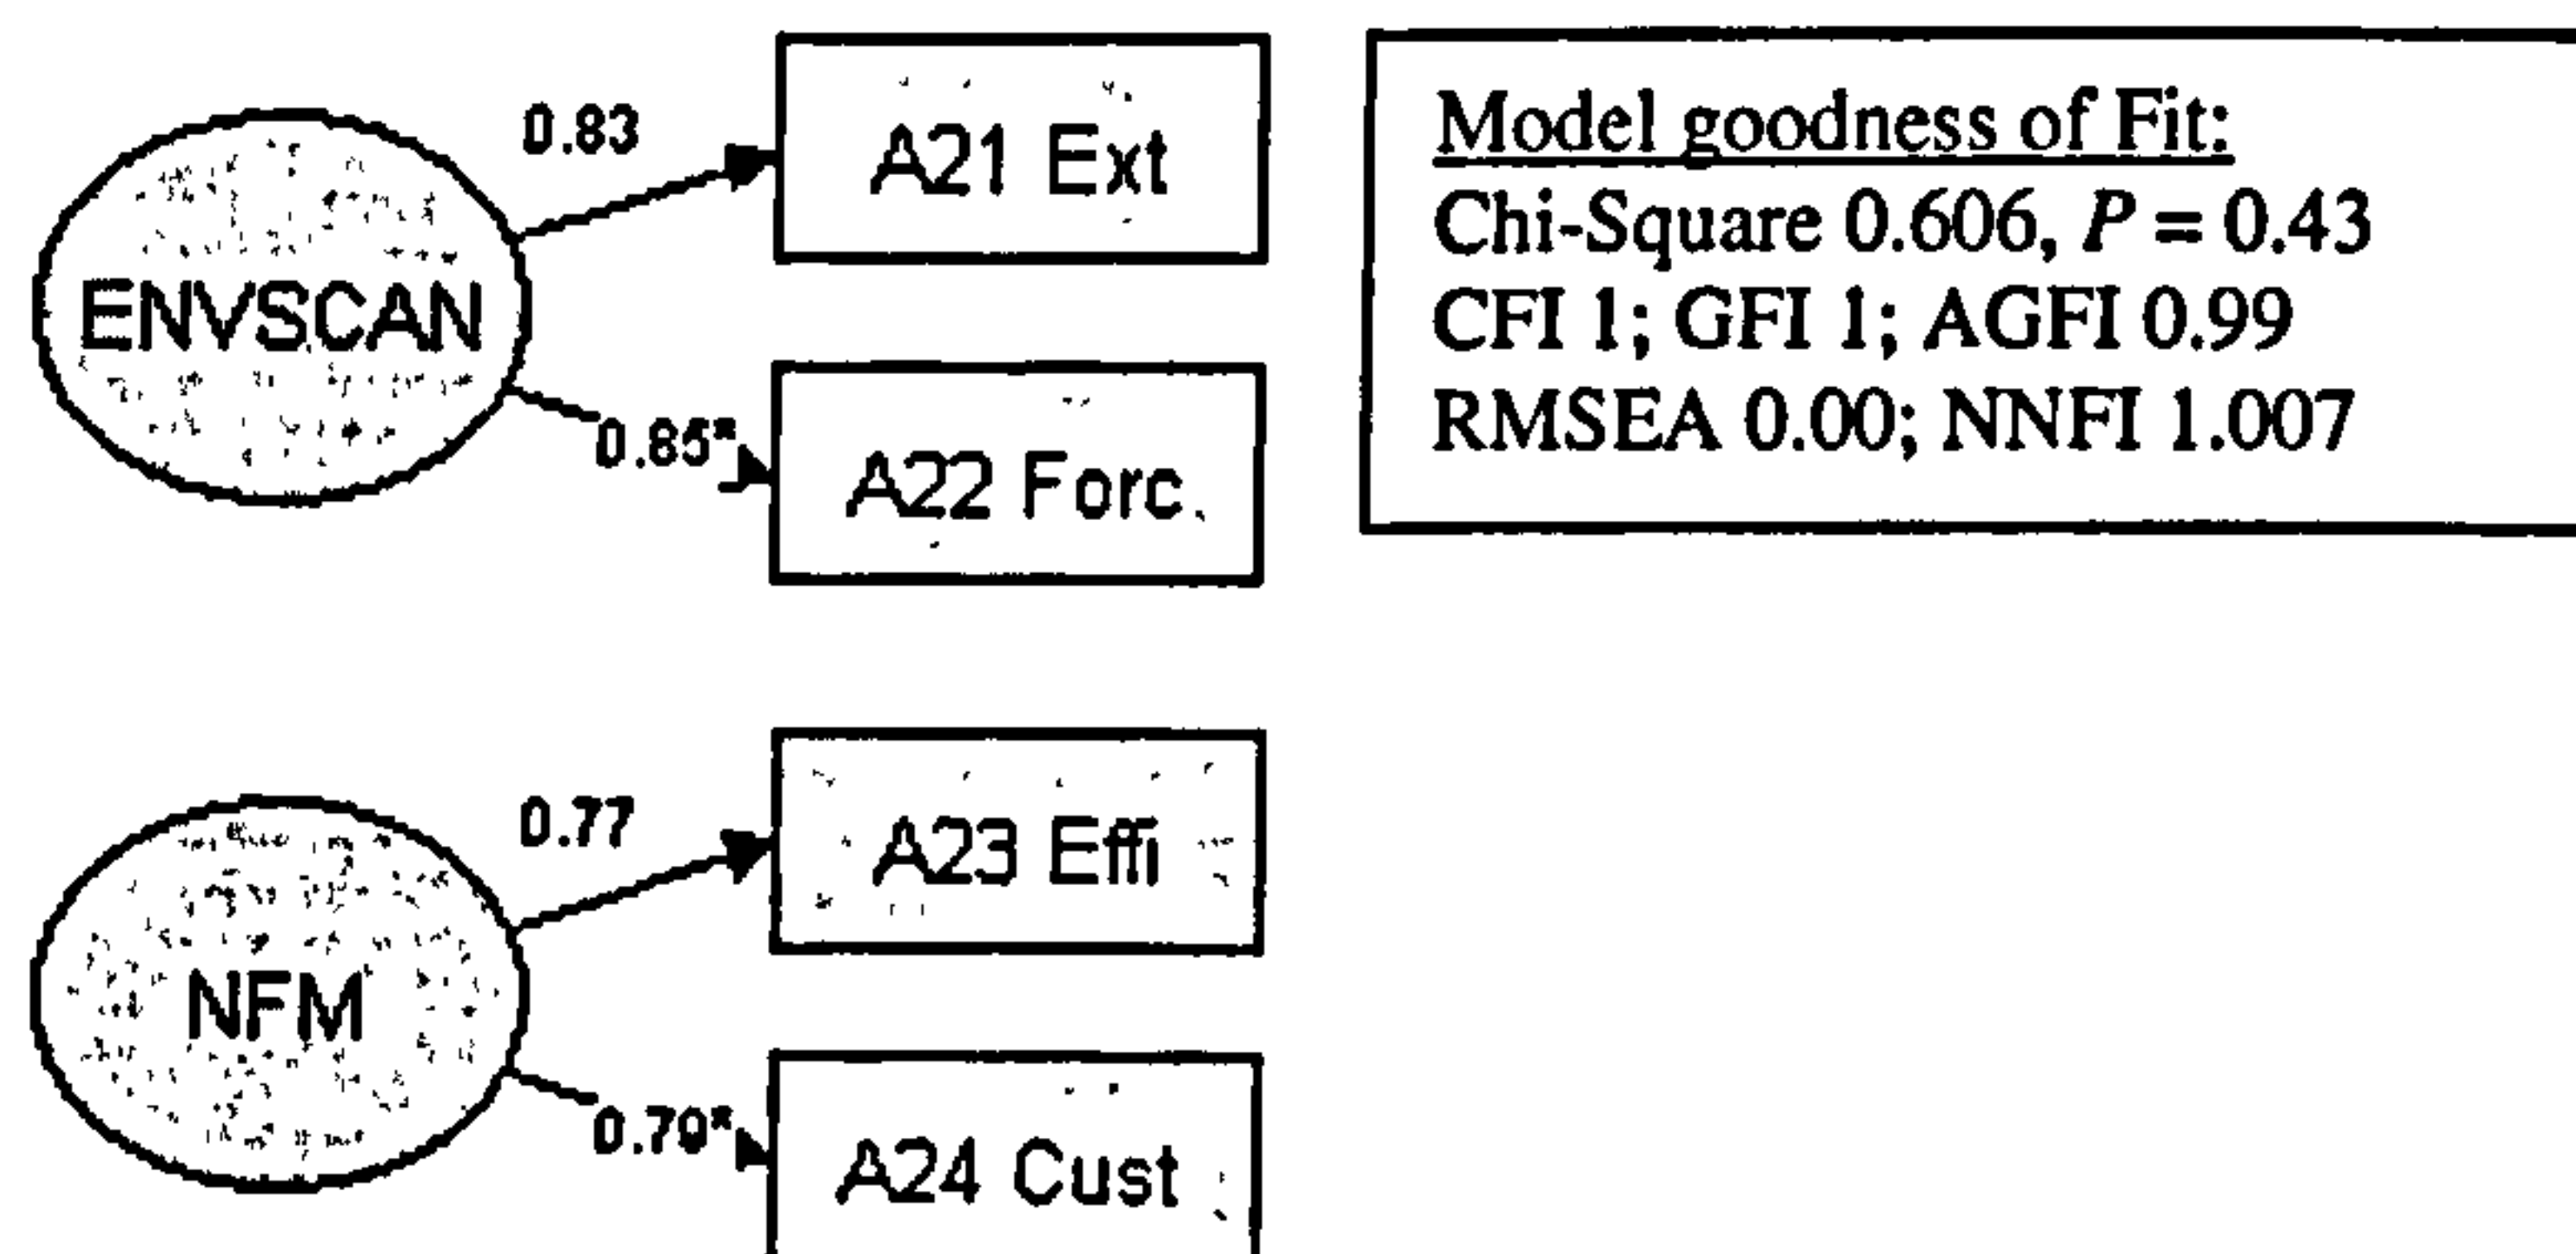 0.83
A21 Ext
ENVSCAN
0.85*
A22 Forc
Model goodness of Fit:
Chi-Square 0.606, P = 0.43
CFI 1; GFI 1; AGFI 0.99
RMSEA 0.00; NNFI 1.007
0.77
A23 Effi
NFM
A24 Cust